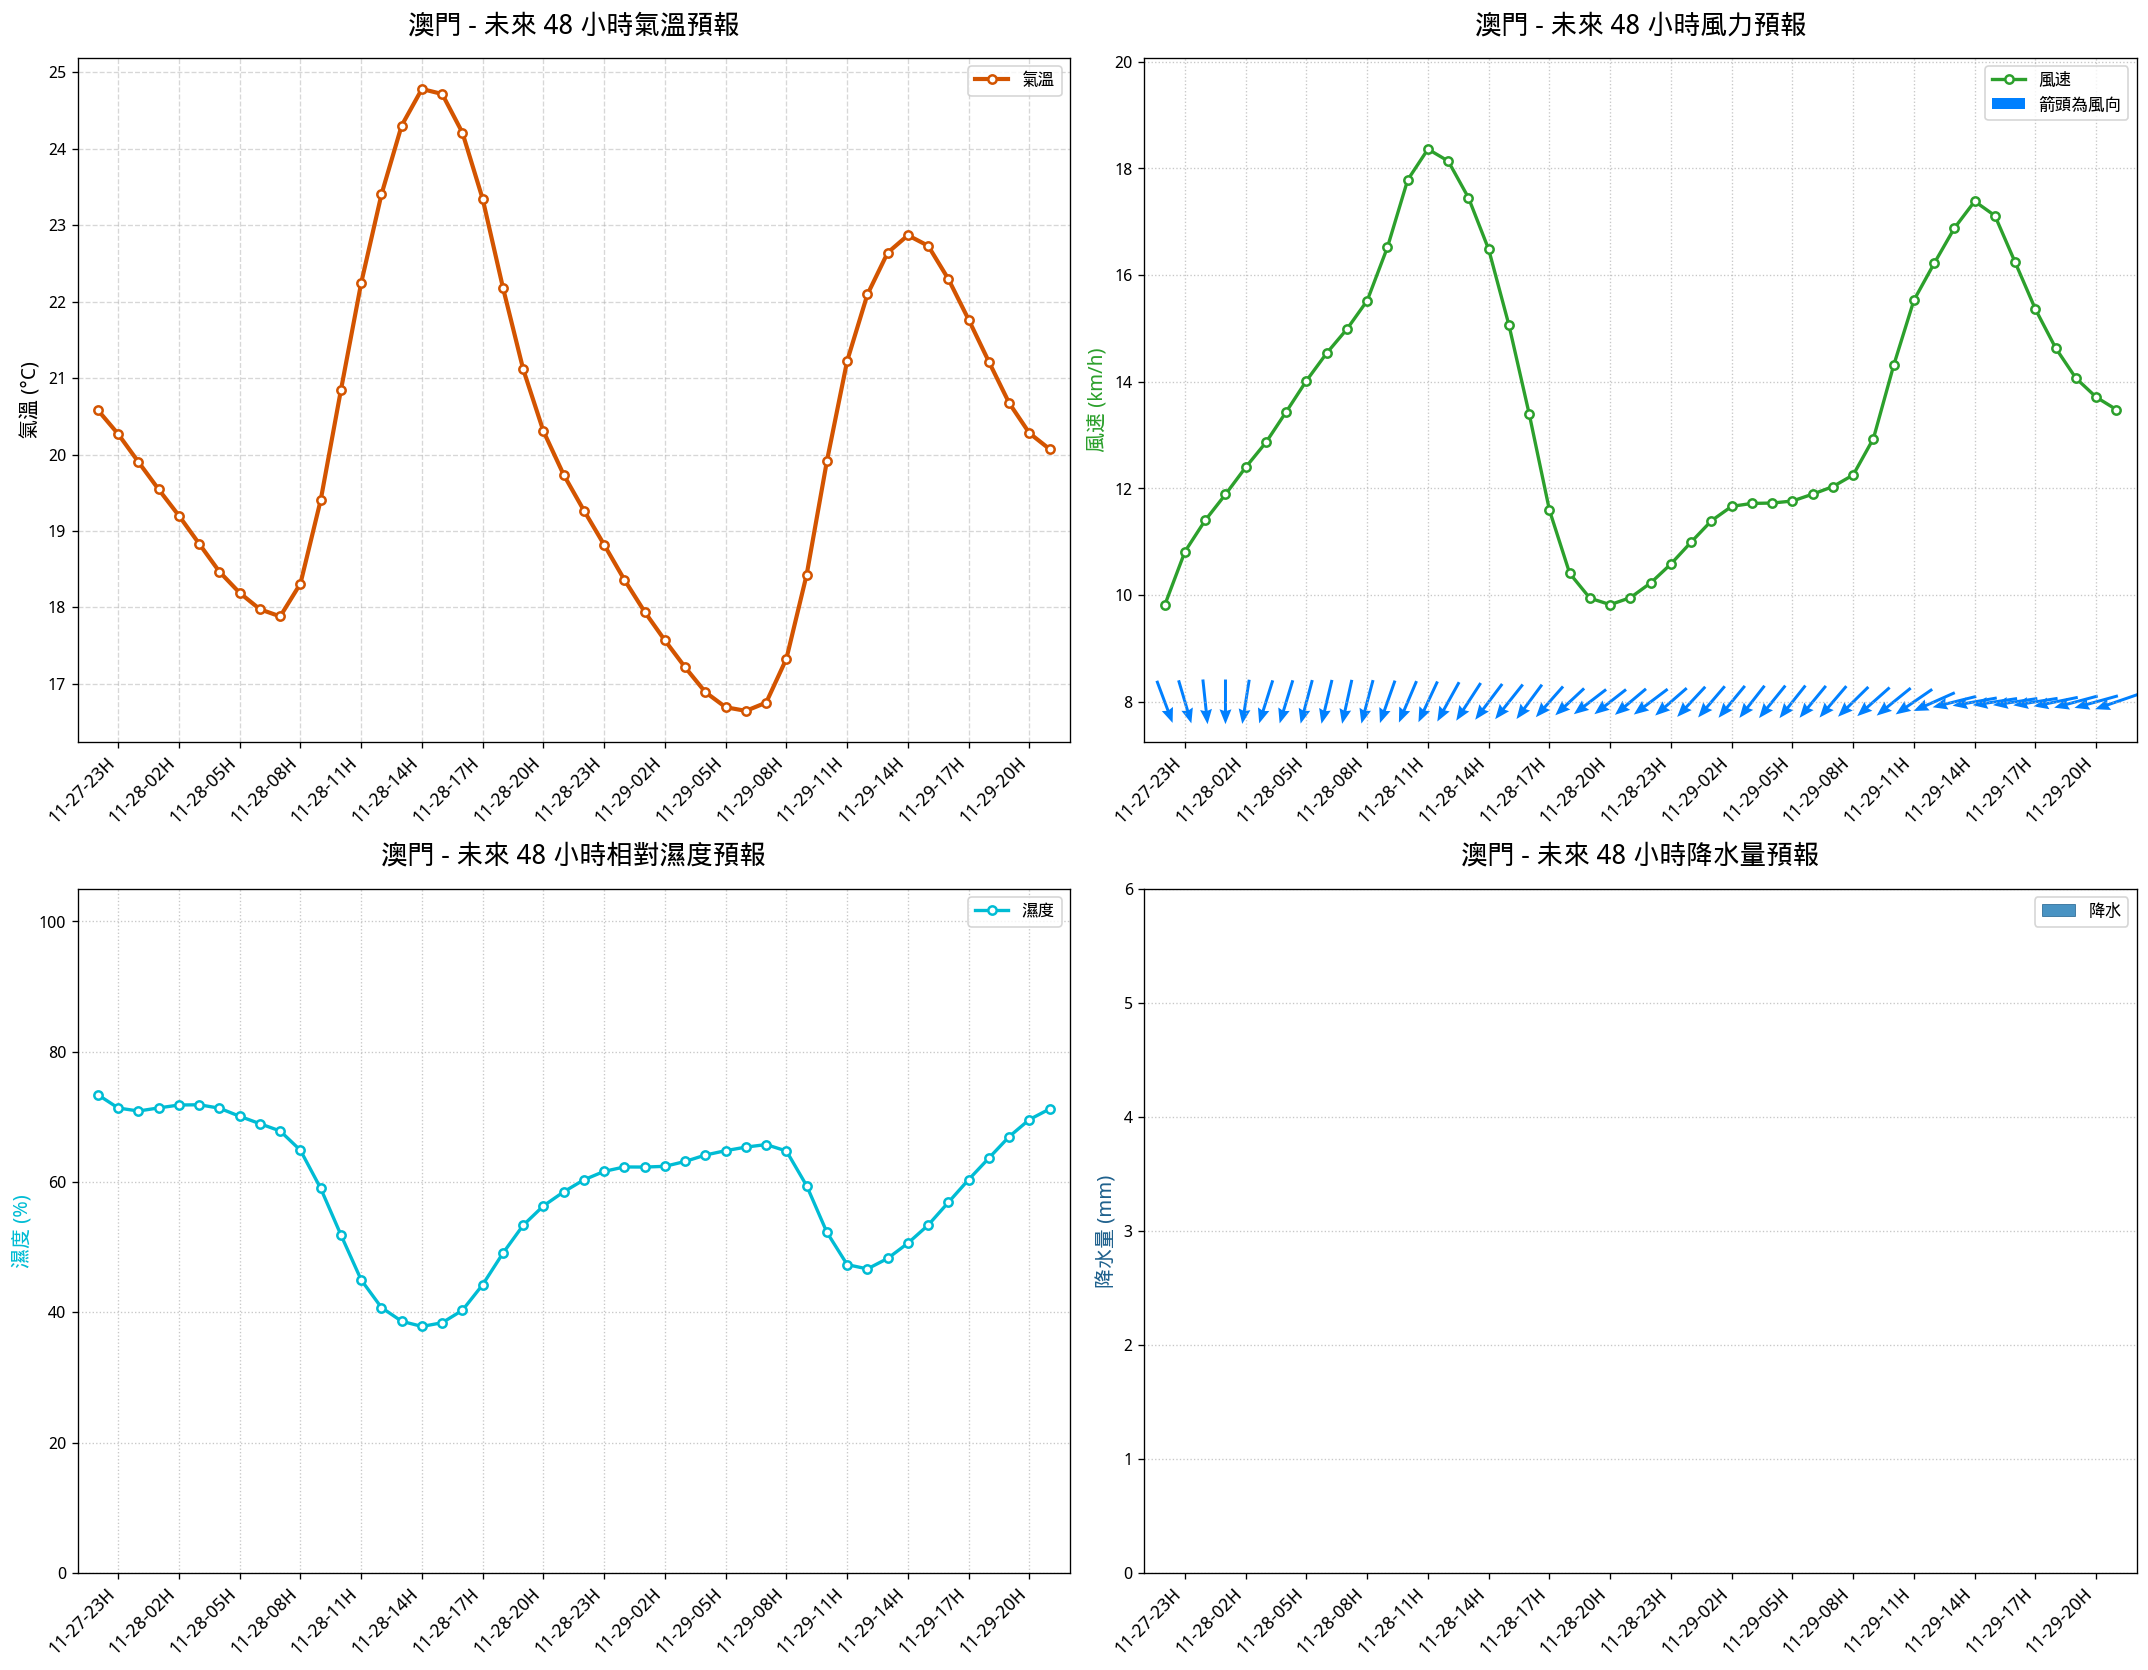 澳門 - 未來 48 小時氣溫預報
氣溫
25
24
23
22
21
20
19
18
17
氣溫 (°C)
11-27-23H
11-28-02H
11-28-05H
11-28-08H
11-28-11H
11-28-14H
11-28-17H
11-28-20H
11-28-23H
11-29-02H
11-29-05H
11-29-08H
11-29-11H
11-29-14H
11-29-17H
11-29-20H
澳門 - 未來 48 小時風力預報
風速
箭頭為風向
20
18
16
14
12
10
8
風速 (km/h)
11-27-23H
11-28-02H
11-28-05H
11-28-08H
11-28-11H
11-28-14H
11-28-17H
11-28-20H
11-28-23H
11-29-02H
11-29-05H
11-29-08H
11-29-11H
11-29-14H
11-29-17H
11-29-20H
澳門 - 未來 48 小時相對濕度預報
濕度
100
80
60
40
20
0
濕度 (%)
11-27-23H
11-28-02H
11-28-05H
11-28-08H
11-28-11H
11-28-14H
11-28-17H
11-28-20H
11-28-23H
11-29-02H
11-29-05H
11-29-08H
11-29-11H
11-29-14H
11-29-17H
11-29-20H
澳門 - 未來 48 小時降水量預報
降水
6
5
4
3
2
1
0
降水量 (mm)
11-27-23H
11-28-02H
11-28-05H
11-28-08H
11-28-11H
11-28-14H
11-28-17H
11-28-20H
11-28-23H
11-29-02H
11-29-05H
11-29-08H
11-29-11H
11-29-14H
11-29-17H
11-29-20H